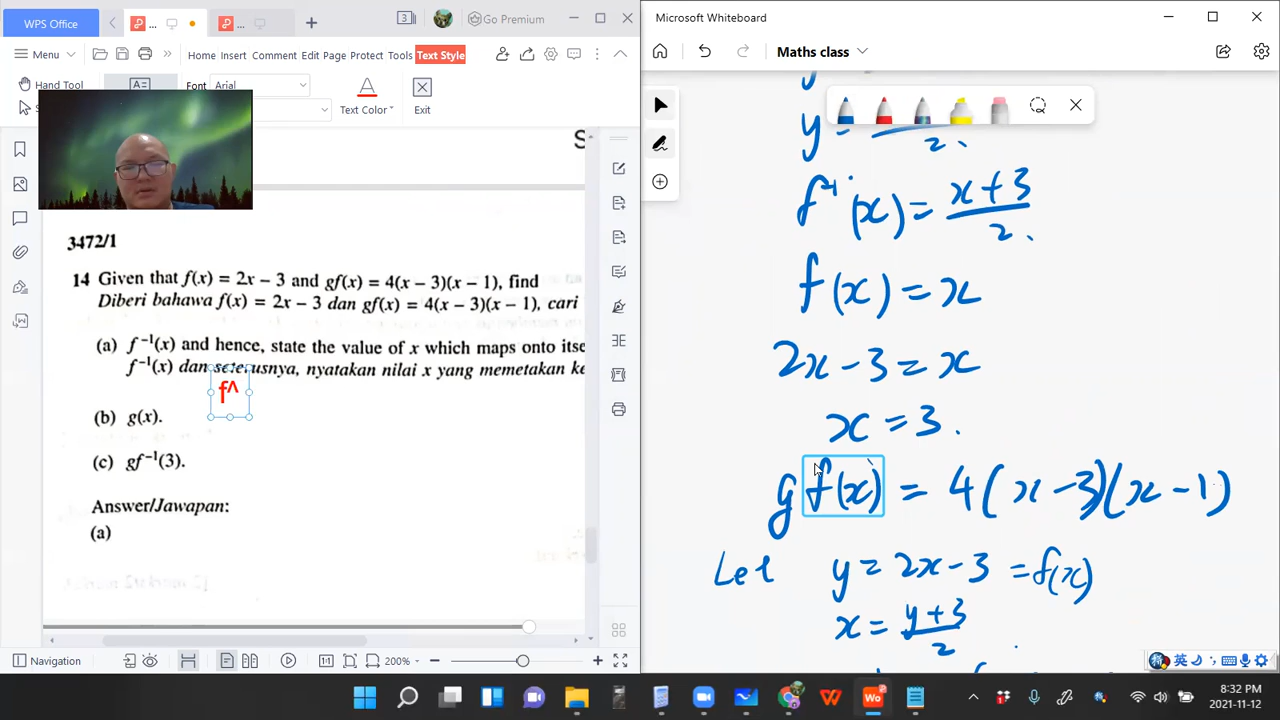 WPS Office
...
...
3
Go Premium
Menu
Home Insert Comment Edit Page Protect Tools Text Style
Hand Tool
Font Arial
Text Color
Exit
3472/1
14 Given that f(x) = 2x − 3 and gf(x) = 4(x − 3)(x − 1), find
Diberi bahawa f(x) = 2x − 3 dan gf(x) = 4(x − 3)(x − 1), cari
(a) f⁻¹(x) and hence, state the value of x which maps onto itse
f⁻¹(x) dan seterusnya, nyatakan nilai x yang memetakan ke
f^
(b) g(x).
(c) gf⁻¹(3).
Answer/Jawapan:
(a)
Navigation
200%
Microsoft Whiteboard
Maths class
y =
2.
f⁻¹(x) = x + 3
2.
f(x) = x
2x − 3 = x
x = 3.
g f(x) = 4(x − 3)(x − 1)
Let y = 2x − 3 = f(x)
x = y + 3
2
英
8:32 PM
2021-11-12